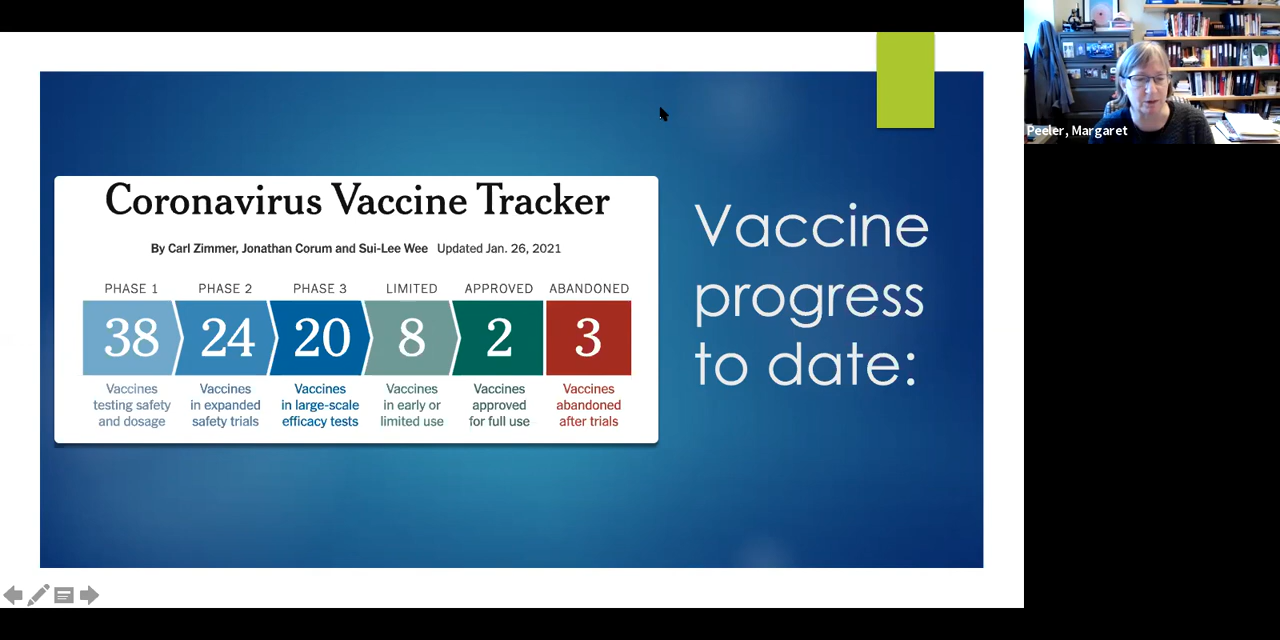 Coronavirus Vaccine Tracker
By Carl Zimmer, Jonathan Corum and Sui-Lee Wee Updated Jan. 26, 2021
PHASE 1
38
Vaccines
testing safety
and dosage
PHASE 2
24
Vaccines
in expanded
safety trials
PHASE 3
20
Vaccines
in large-scale
efficacy tests
LIMITED
8
Vaccines
in early or
limited use
APPROVED
2
Vaccines
approved
for full use
ABANDONED
3
Vaccines
abandoned
after trials
Vaccine
progress
to date:
Peeler, Margaret